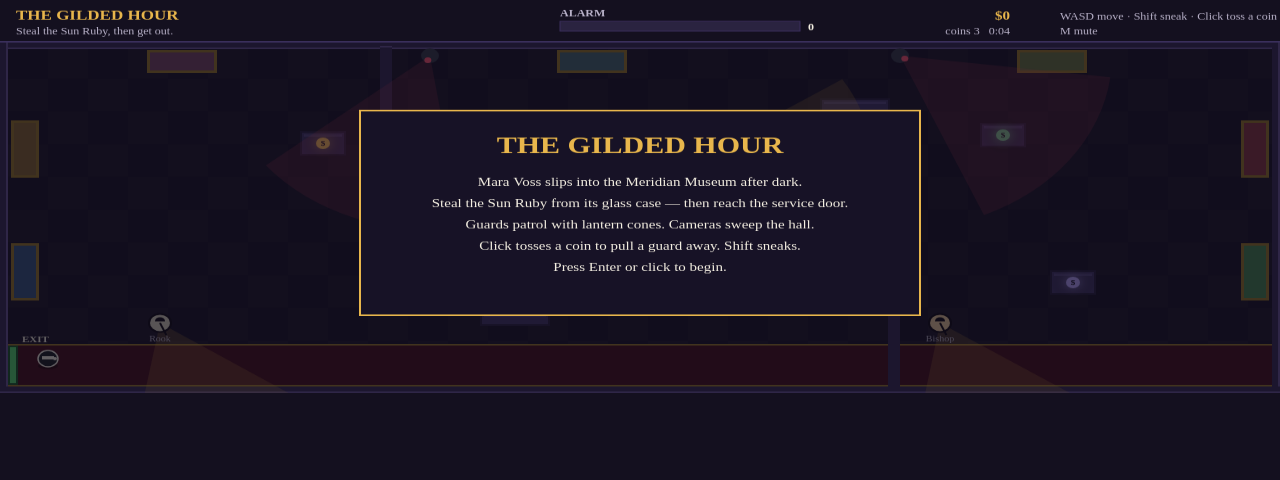 THE GILDED HOUR
Steal the Sun Ruby, then get out.
ALARM
0
$0
coins 3 0:04
WASD move · Shift sneak · Click toss a coin
M mute
THE GILDED HOUR
Mara Voss slips into the Meridian Museum after dark.
Steal the Sun Ruby from its glass case — then reach the service door.
Guards patrol with lantern cones. Cameras sweep the hall.
Click tosses a coin to pull a guard away. Shift sneaks.
Press Enter or click to begin.
$
$
$
EXIT
Rook
Bishop